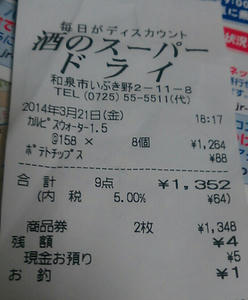 毎日がディスカウント
酒のスーパー
ドライ
和泉市いぶき野2-11-8
TEL (0725) 55-5511(代)
2014年3月21日(金) 18:17
カルピスウォーター1.5
@158 × 8個 ¥1,264
ポテトチップス ¥88
合計 9点 ¥1,352
(内 税 5.00% ¥64)
商品券 2枚 ¥1,348
残額 ¥4
現金お預り ¥5
お釣 ¥1